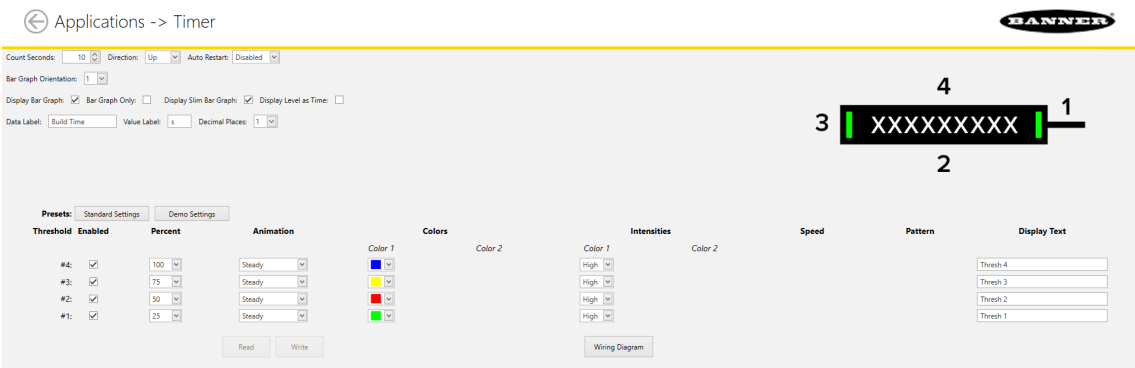 Applications -> Timer
BANNER
Count Seconds: 10 Direction: Up Auto Restart: Disabled
Bar Graph Orientation: 1
Display Bar Graph: Bar Graph Only: Display Slim Bar Graph: Display Level as Time:
Data Label: Build Time Value Label: s Decimal Places: 1
4
3 XXXXXXXXX 1
2
Presets: Standard Settings Demo Settings
Threshold Enabled Percent Animation Colors Intensities Speed Pattern Display Text
Color 1 Color 2 Color 1 Color 2
#4: 100 Steady High Thresh 4
#3: 75 Steady High Thresh 3
#2: 50 Steady High Thresh 2
#1: 25 Steady High Thresh 1
Read Write Wiring Diagram